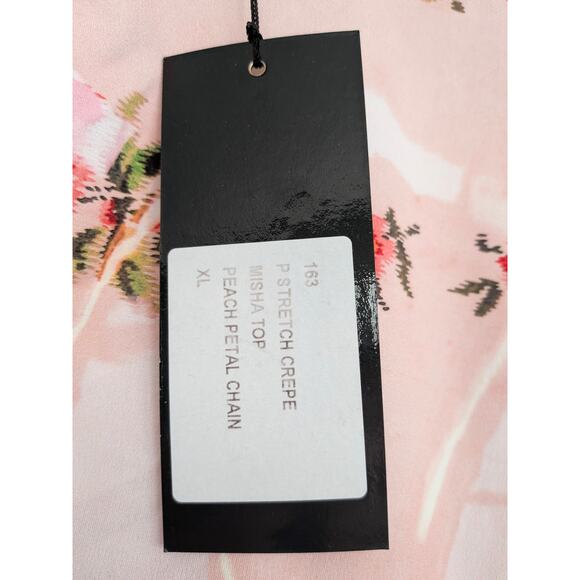 163
P STRETCH CREPE
MISHA TOP
PEACH PETAL CHAIN
XL